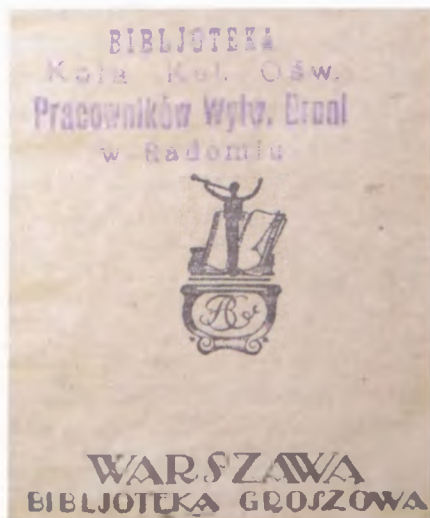 BIBLJOTEKA
Koła Kul. Ośw.
Pracowników Wytw. Broni
w Radomiu
WARSZAWA
BIBLJOTEKA GROSZOWA